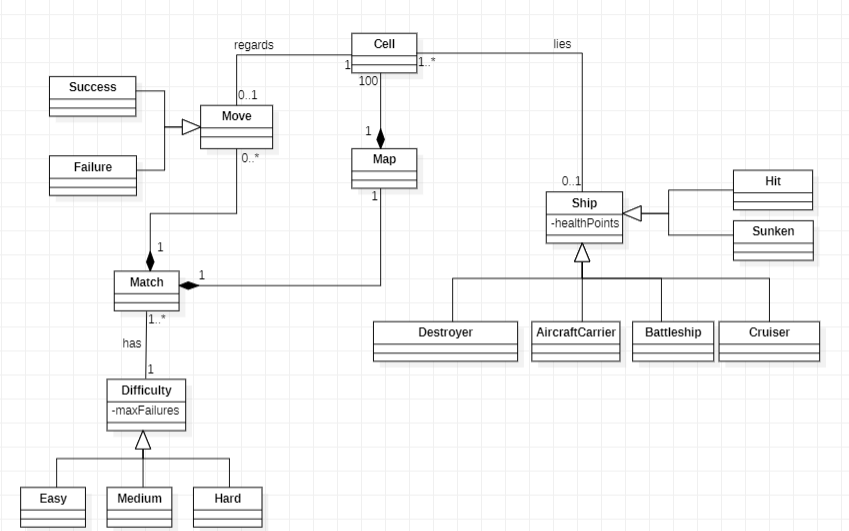 Cell
regards
lies
1
1..*
100
Success
0..1
Move
1
Map
Failure
0..*
1
0..1
Ship
-healthPoints
Hit
Sunken
1
Match
1
1..*
has
1
Destroyer
AircraftCarrier
Battleship
Cruiser
Difficulty
-maxFailures
Easy
Medium
Hard